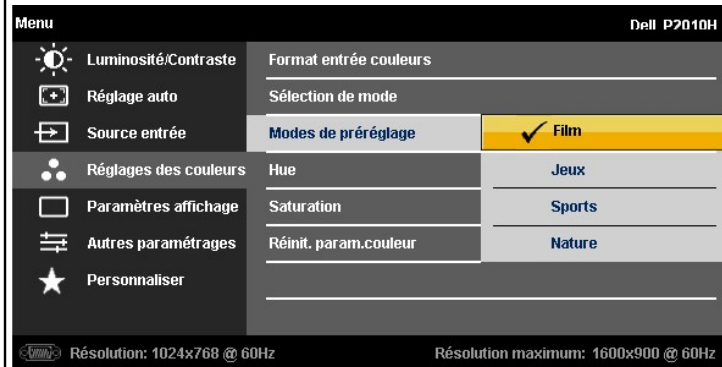 Menu Dell P2010H
Luminosité/Contraste Format entrée couleurs
Réglage auto Sélection de mode
Source entrée Modes de préréglage Film
Réglages des couleurs Hue Jeux
Paramètres affichage Saturation Sports
Autres paramétrages Réinit. param.couleur Nature
Personnaliser
Résolution: 1024x768 @ 60Hz Résolution maximum: 1600x900 @ 60Hz